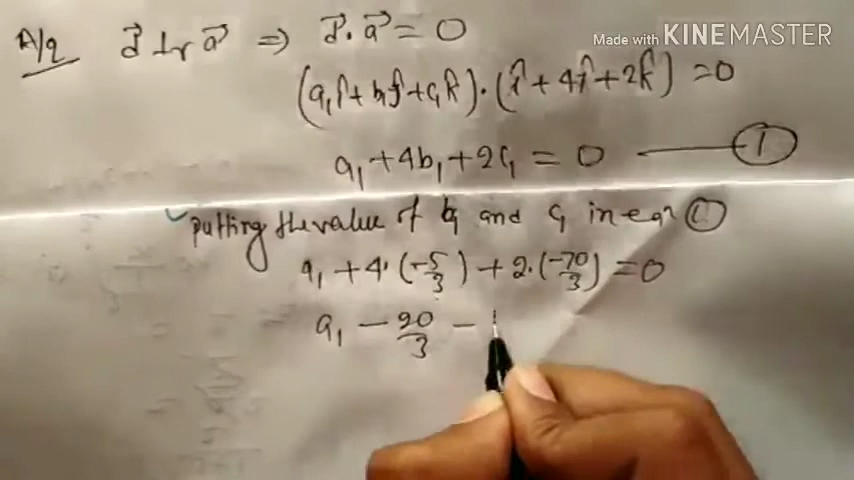 A/q d⃗ ⊥r a⃗ ⇒ d⃗ . a⃗ = 0
Made with KINEMASTER
(a₁î + b₁ĵ + c₁k̂) . (î + 4ĵ + 2k̂) = 0
a₁ + 4b₁ + 2c₁ = 0 — ①
putting the value of b₁ and c₁ in eqn ①
a₁ + 4. (-5/3) + 2. (-70/3) = 0
a₁ - 20/3 -